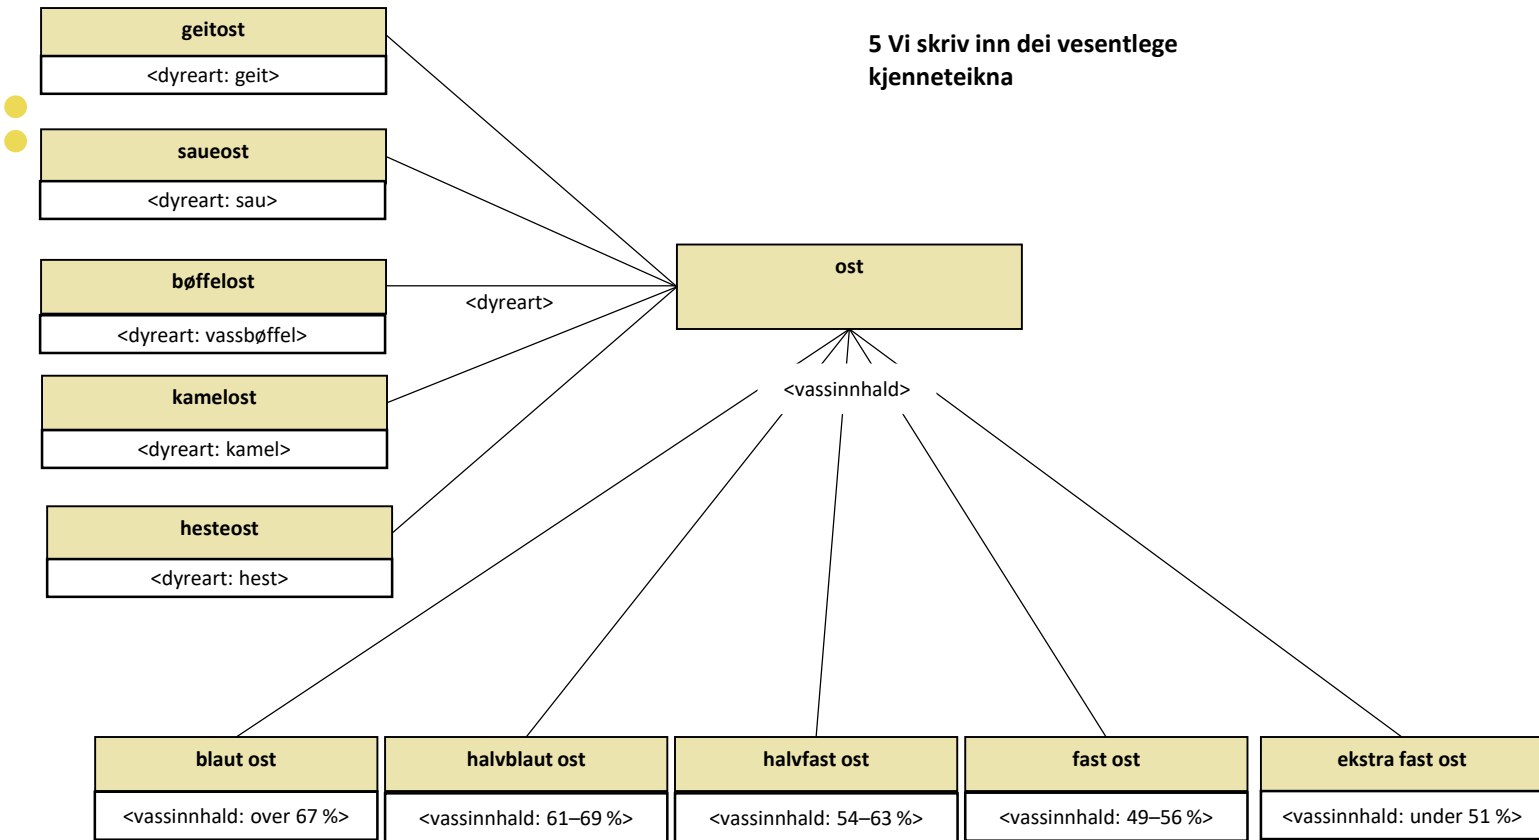 5 Vi skriv inn dei vesentlege
kjenneteikna
geitost
<dyreart: geit>
saueost
<dyreart: sau>
bøffelost
<dyreart: vassbøffel>
kamelost
<dyreart: kamel>
hesteost
<dyreart: hest>
<dyreart>
ost
<vassinnhald>
blaut ost
<vassinnhald: over 67 %>
halvblaut ost
<vassinnhald: 61–69 %>
halvfast ost
<vassinnhald: 54–63 %>
fast ost
<vassinnhald: 49–56 %>
ekstra fast ost
<vassinnhald: under 51 %>